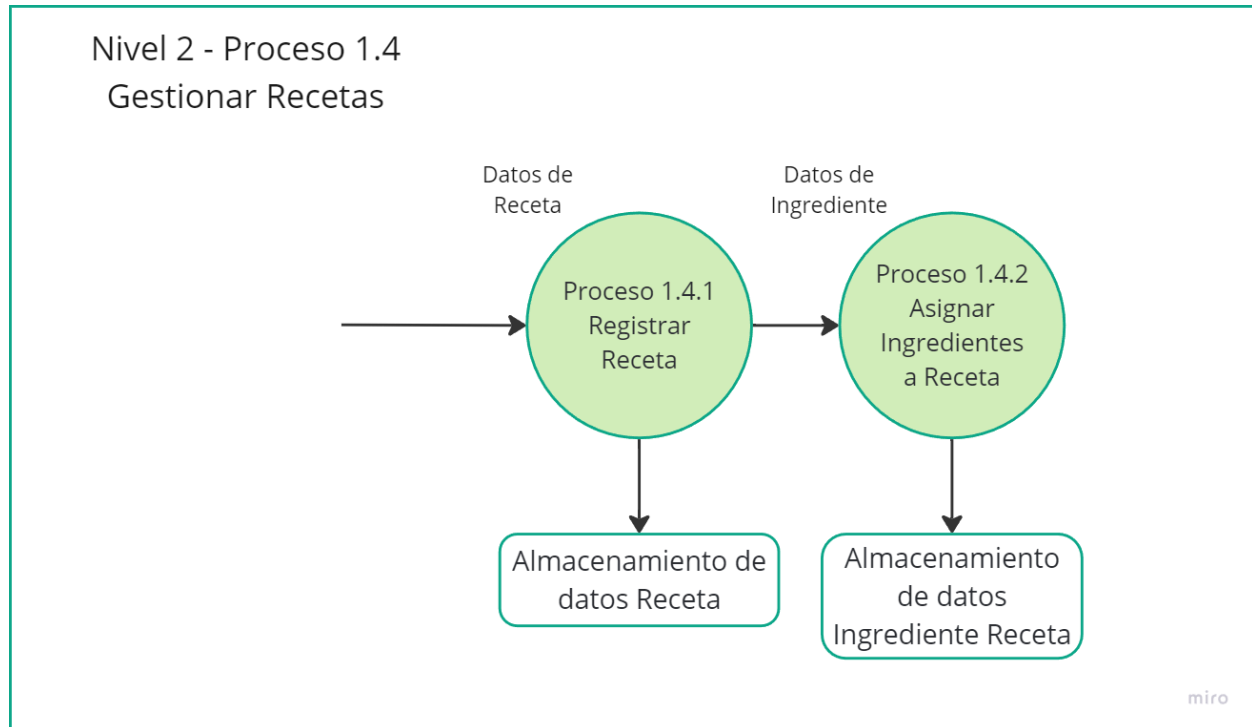 Nivel 2 - Proceso 1.4
Gestionar Recetas
Datos de
Receta
Datos de
Ingrediente
Proceso 1.4.1
Registrar
Receta
Proceso 1.4.2
Asignar
Ingredientes
a Receta
Almacenamiento de
datos Receta
Almacenamiento
de datos
Ingrediente Receta
miro